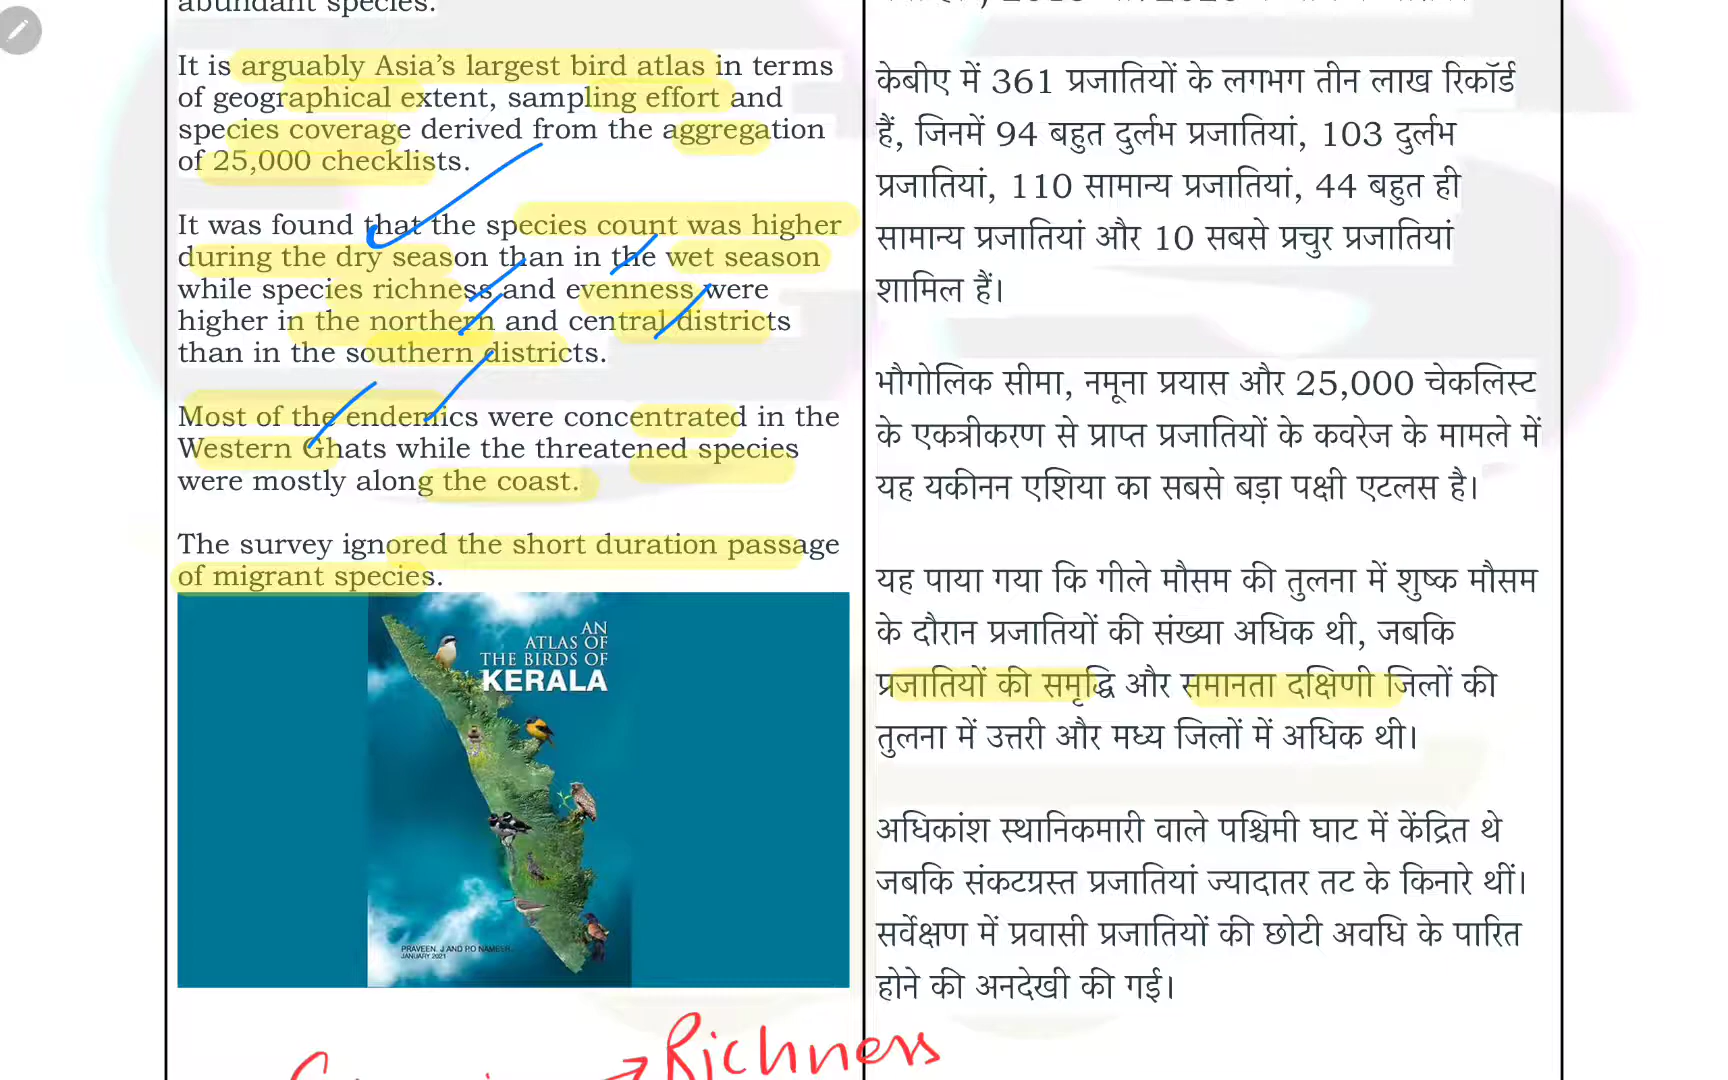 abundant species.
It is arguably Asia’s largest bird atlas in terms
of geographical extent, sampling effort and
species coverage derived from the aggregation
of 25,000 checklists.
It was found that the species count was higher
during the dry season than in the wet season
while species richness and evenness were
higher in the northern and central districts
than in the southern districts.
Most of the endemics were concentrated in the
Western Ghats while the threatened species
were mostly along the coast.
The survey ignored the short duration passage
of migrant species.
AN
ATLAS OF
THE BIRDS OF
KERALA
PRAVEEN. J AND P.O NAMEER
JANUARY 2021
केबीए में 361 प्रजातियों के लगभग तीन लाख रिकॉर्ड
हैं, जिनमें 94 बहुत दुर्लभ प्रजातियां, 103 दुर्लभ
प्रजातियां, 110 सामान्य प्रजातियां, 44 बहुत ही
सामान्य प्रजातियां और 10 सबसे प्रचुर प्रजातियां
शामिल हैं।
भौगोलिक सीमा, नमूना प्रयास और 25,000 चेकलिस्ट
के एकत्रीकरण से प्राप्त प्रजातियों के कवरेज के मामले में
यह यकीनन एशिया का सबसे बड़ा पक्षी एटलस है।
यह पाया गया कि गीले मौसम की तुलना में शुष्क मौसम
के दौरान प्रजातियों की संख्या अधिक थी, जबकि
प्रजातियों की समृद्धि और समानता दक्षिणी जिलों की
तुलना में उत्तरी और मध्य जिलों में अधिक थी।
अधिकांश स्थानिकमारी वाले पश्चिमी घाट में केंद्रित थे
जबकि संकटग्रस्त प्रजातियां ज्यादातर तट के किनारे थीं।
सर्वेक्षण में प्रवासी प्रजातियों की छोटी अवधि के पारित
होने की अनदेखी की गई।
→ Richness